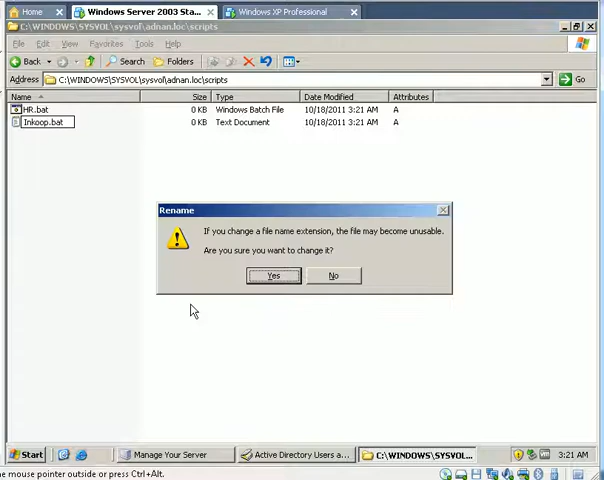 Home
Windows Server 2003 Sta...
Windows XP Professional
C:\WINDOWS\SYSVOL\sysvol\adnan.loc\scripts
File Edit View Favorites Tools Help
Back Search Folders
Address C:\WINDOWS\SYSVOL\sysvol\adnan.loc\scripts Go
Name Size Type Date Modified Attributes
HR.bat 0 KB Windows Batch File 10/18/2011 3:21 AM A
Inkoop.bat 0 KB Text Document 10/18/2011 3:21 AM A
Rename
If you change a file name extension, the file may become unusable.
Are you sure you want to change it?
Yes No
Start Manage Your Server Active Directory Users a... C:\WINDOWS\SYSVOL... 3:21 AM
he mouse pointer outside or press Ctrl+Alt.